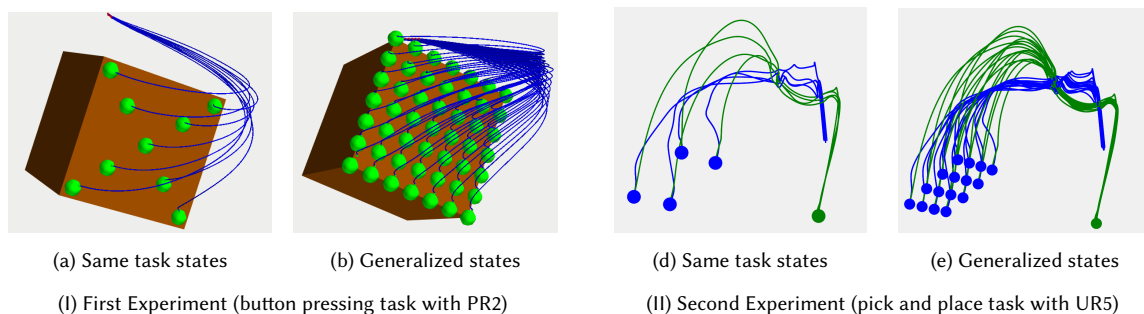 (a) Same task states
(b) Generalized states
(d) Same task states
(e) Generalized states
(I) First Experiment (button pressing task with PR2)
(II) Second Experiment (pick and place task with UR5)